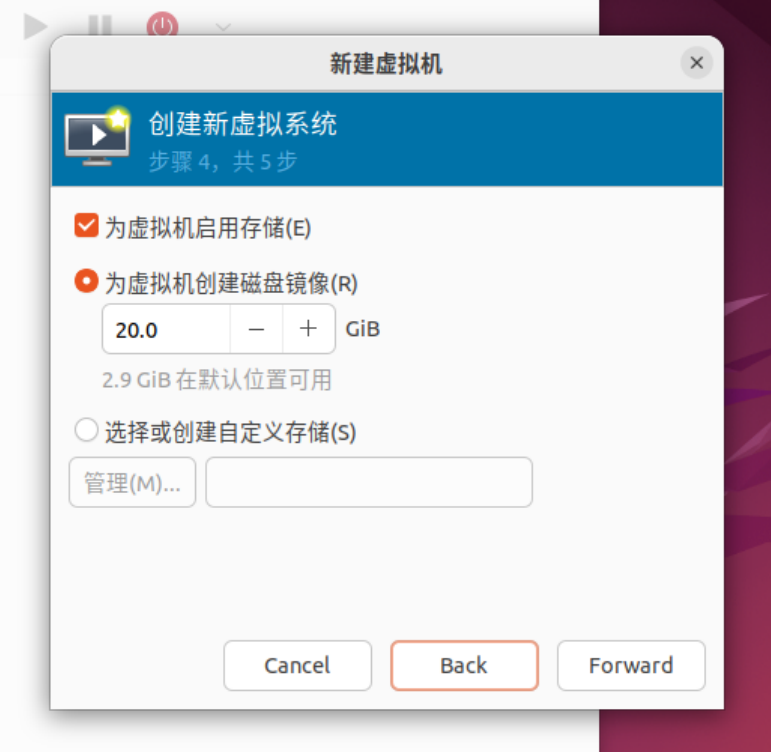 新建虚拟机
创建新虚拟系统
步骤 4，共 5 步
为虚拟机启用存储(E)
为虚拟机创建磁盘镜像(R)
20.0 − + GiB
2.9 GiB 在默认位置可用
选择或创建自定义存储(S)
管理(M)...
Cancel Back Forward